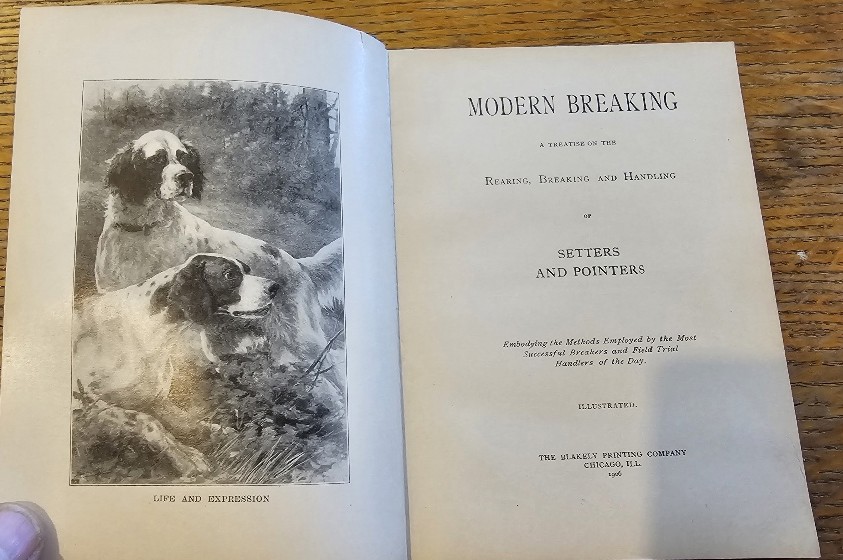 LIFE AND EXPRESSION
MODERN BREAKING
A TREATISE ON THE
REARING, BREAKING AND HANDLING
OF
SETTERS
AND POINTERS
Embodying the Methods Employed by the Most
Successful Breakers and Field Trial
Handlers of the Day.
ILLUSTRATED.
THE BLAKELY PRINTING COMPANY
CHICAGO, ILL.
1906